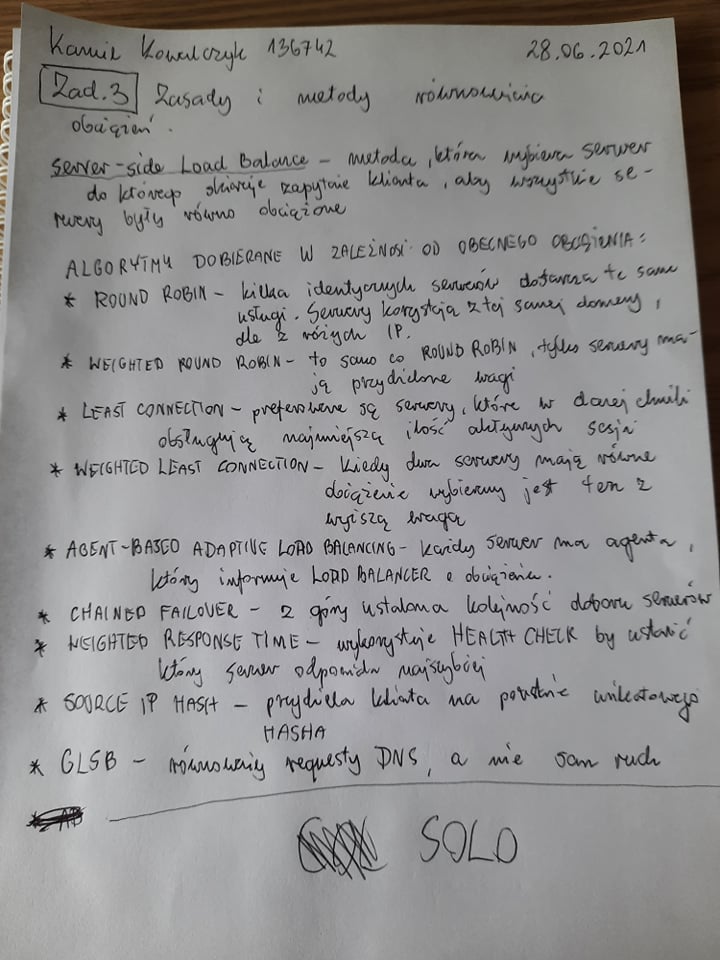 Kamil Kowalczyk 136742 28.06.2021
Zad.3 Zasady i metody równoważenia
obciążeń.
Server-side Load Balance – metoda, która wybiera serwer
do którego skieruje zapytanie klienta, aby wszystkie se-
rwery były równo obciążone
ALGORYTMY DOBIERANE W ZALEŻNOŚĆI OD OBECNEGO OBCIĄŻENIA:
* ROUND ROBIN – kilka identycznych serwerów dostarcza te same
usługi. Serwery korzystają z tej samej domeny,
ale z różnych IP.
* WEIGHTED ROUND ROBIN – to samo co ROUND ROBIN, tylko serwery ma-
ją przydzielone wagi
* LEAST CONNECTION – preferowane są serwery, które w danej chwili
obsługują najmniejszą ilość aktywnych sesji
* WEIGHTED LEAST CONNECTION – Kiedy dwa serwery mają równe
obciążenie wybierany jest ten z
wyższą wagą
* AGENT-BASED ADAPTIVE LOAD BALANCING – każdy serwer ma agenta,
który informuje LOAD BALANCER o obciążeniu.
* CHAINED FAILOVER – z góry ustalona kolejność doboru serwerów
* WEIGHTED RESPONSE TIME – wykorzystuje HEALTH CHECK by ustalić
który serwer odpowiada najszybciej
* SOURCE IP HASH – przydziela klienta na podstawie unikatowego
HASHA
* GLSB – równoważy requesty DNS, a nie sam ruch
SOLO